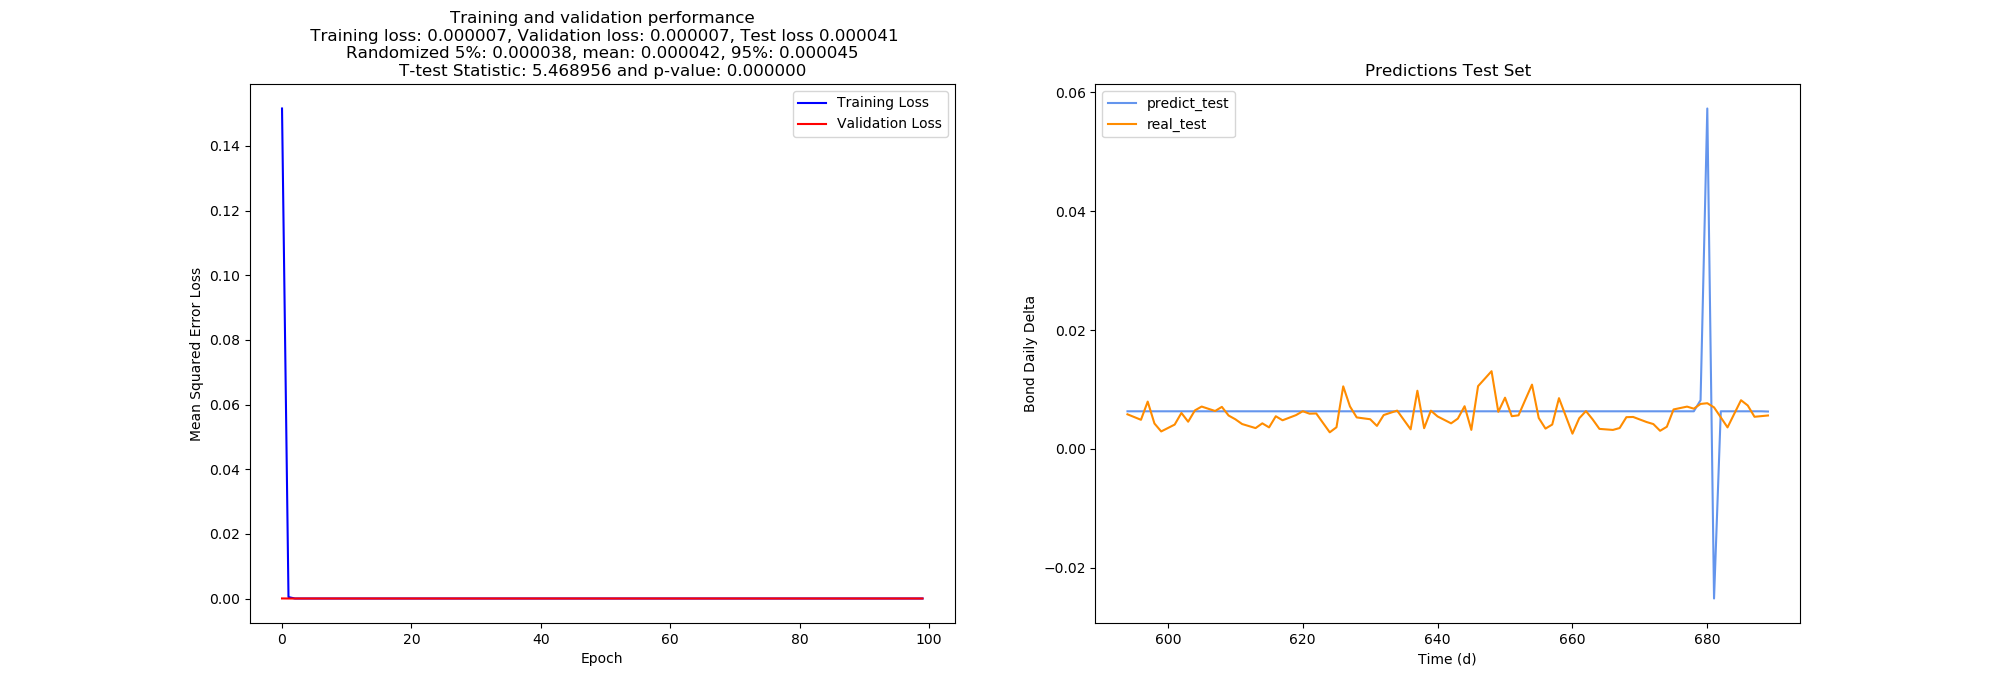 Training and validation performance
Training loss: 0.000007, Validation loss: 0.000007, Test loss 0.000041
Randomized 5%: 0.000038, mean: 0.000042, 95%: 0.000045
T-test Statistic: 5.468956 and p-value: 0.000000
Training Loss
Validation Loss
0.14
0.12
0.10
0.08
0.06
0.04
0.02
0.00
Mean Squared Error Loss
0
20
40
60
80
100
Epoch
Predictions Test Set
predict_test
real_test
0.06
0.04
0.02
0.00
−0.02
Bond Daily Delta
600
620
640
660
680
Time (d)